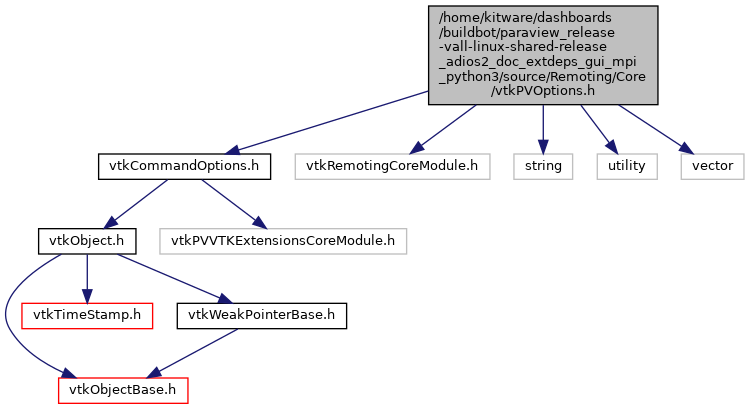 /home/kitware/dashboards
/buildbot/paraview_release
-vall-linux-shared-release
_adios2_doc_extdeps_gui_mpi
_python3/source/Remoting/Core
/vtkPVOptions.h
vtkCommandOptions.h
vtkRemotingCoreModule.h
string
utility
vector
vtkObject.h
vtkPVVTKExtensionsCoreModule.h
vtkTimeStamp.h
vtkWeakPointerBase.h
vtkObjectBase.h